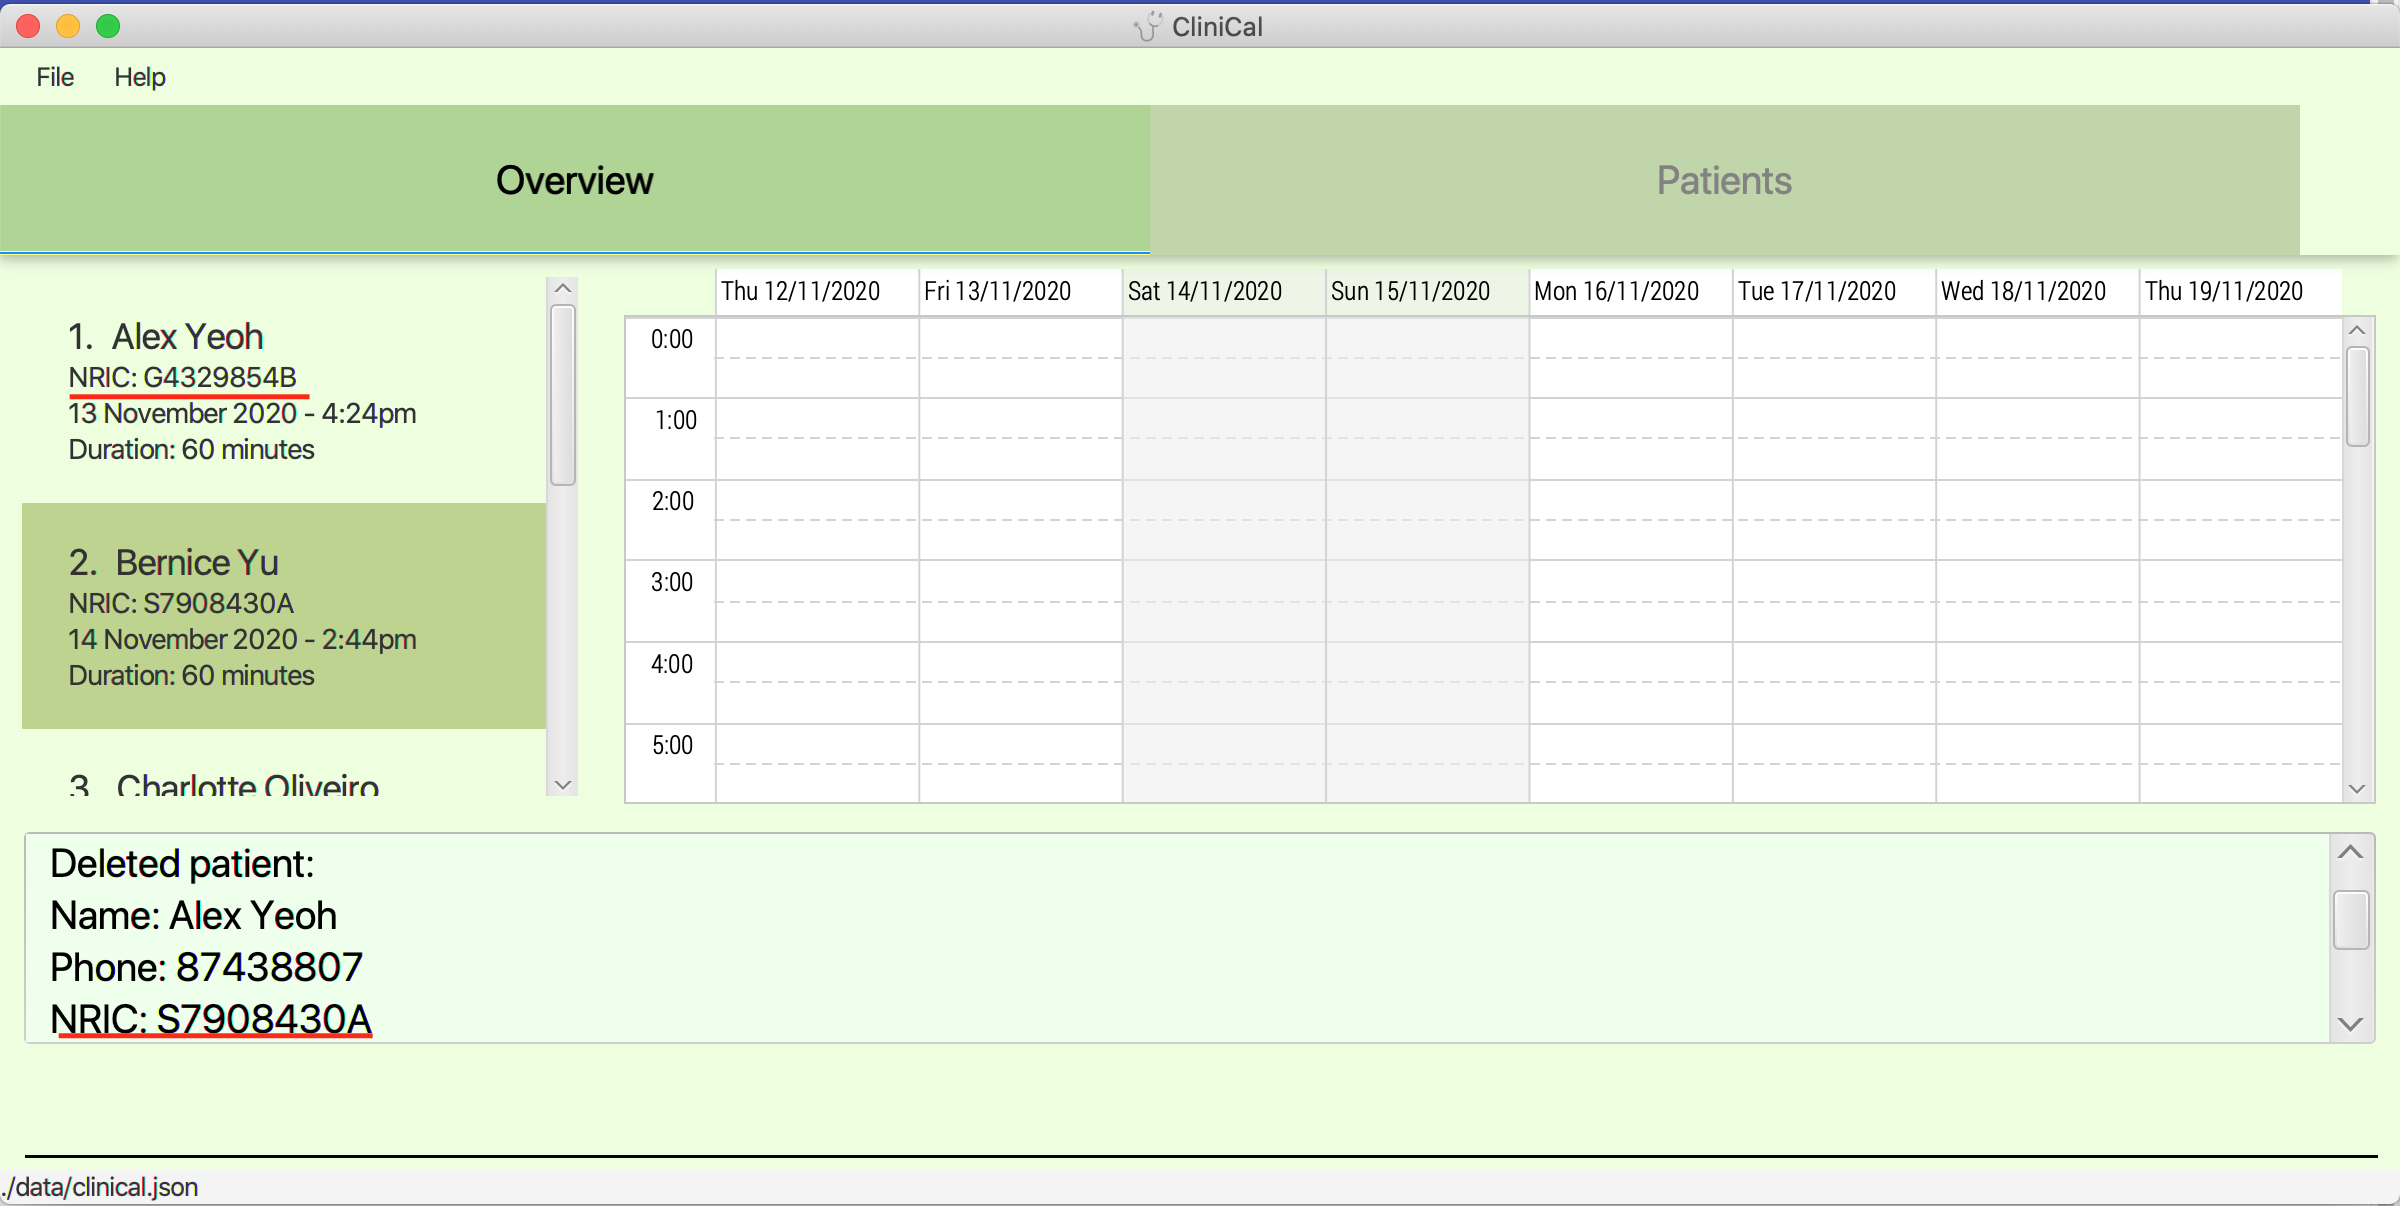 CliniCal
File Help
Overview Patients
1. Alex Yeoh
NRIC: G4329854B
13 November 2020 - 4:24pm
Duration: 60 minutes
2. Bernice Yu
NRIC: S7908430A
14 November 2020 - 2:44pm
Duration: 60 minutes
3 Charlotte Oliveiro
Thu 12/11/2020 Fri 13/11/2020 Sat 14/11/2020 Sun 15/11/2020 Mon 16/11/2020 Tue 17/11/2020 Wed 18/11/2020 Thu 19/11/2020
0:00
1:00
2:00
3:00
4:00
5:00
Deleted patient:
Name: Alex Yeoh
Phone: 87438807
NRIC: S7908430A
./data/clinical.json